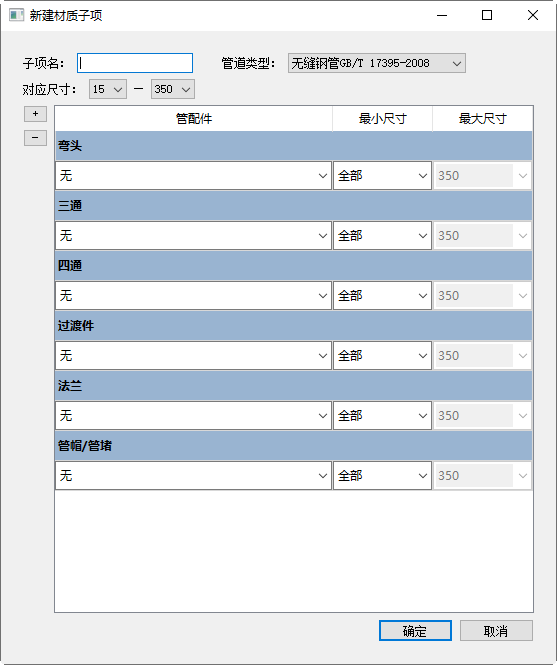 新建材质子项
子项名： 管道类型： 无缝钢管GB/T 17395-2008
对应尺寸： 15 — 350
+ 管配件 最小尺寸 最大尺寸
−
弯头
无 全部 350
三通
无 全部 350
四通
无 全部 350
过渡件
无 全部 350
法兰
无 全部 350
管帽/管堵
无 全部 350
确定 取消